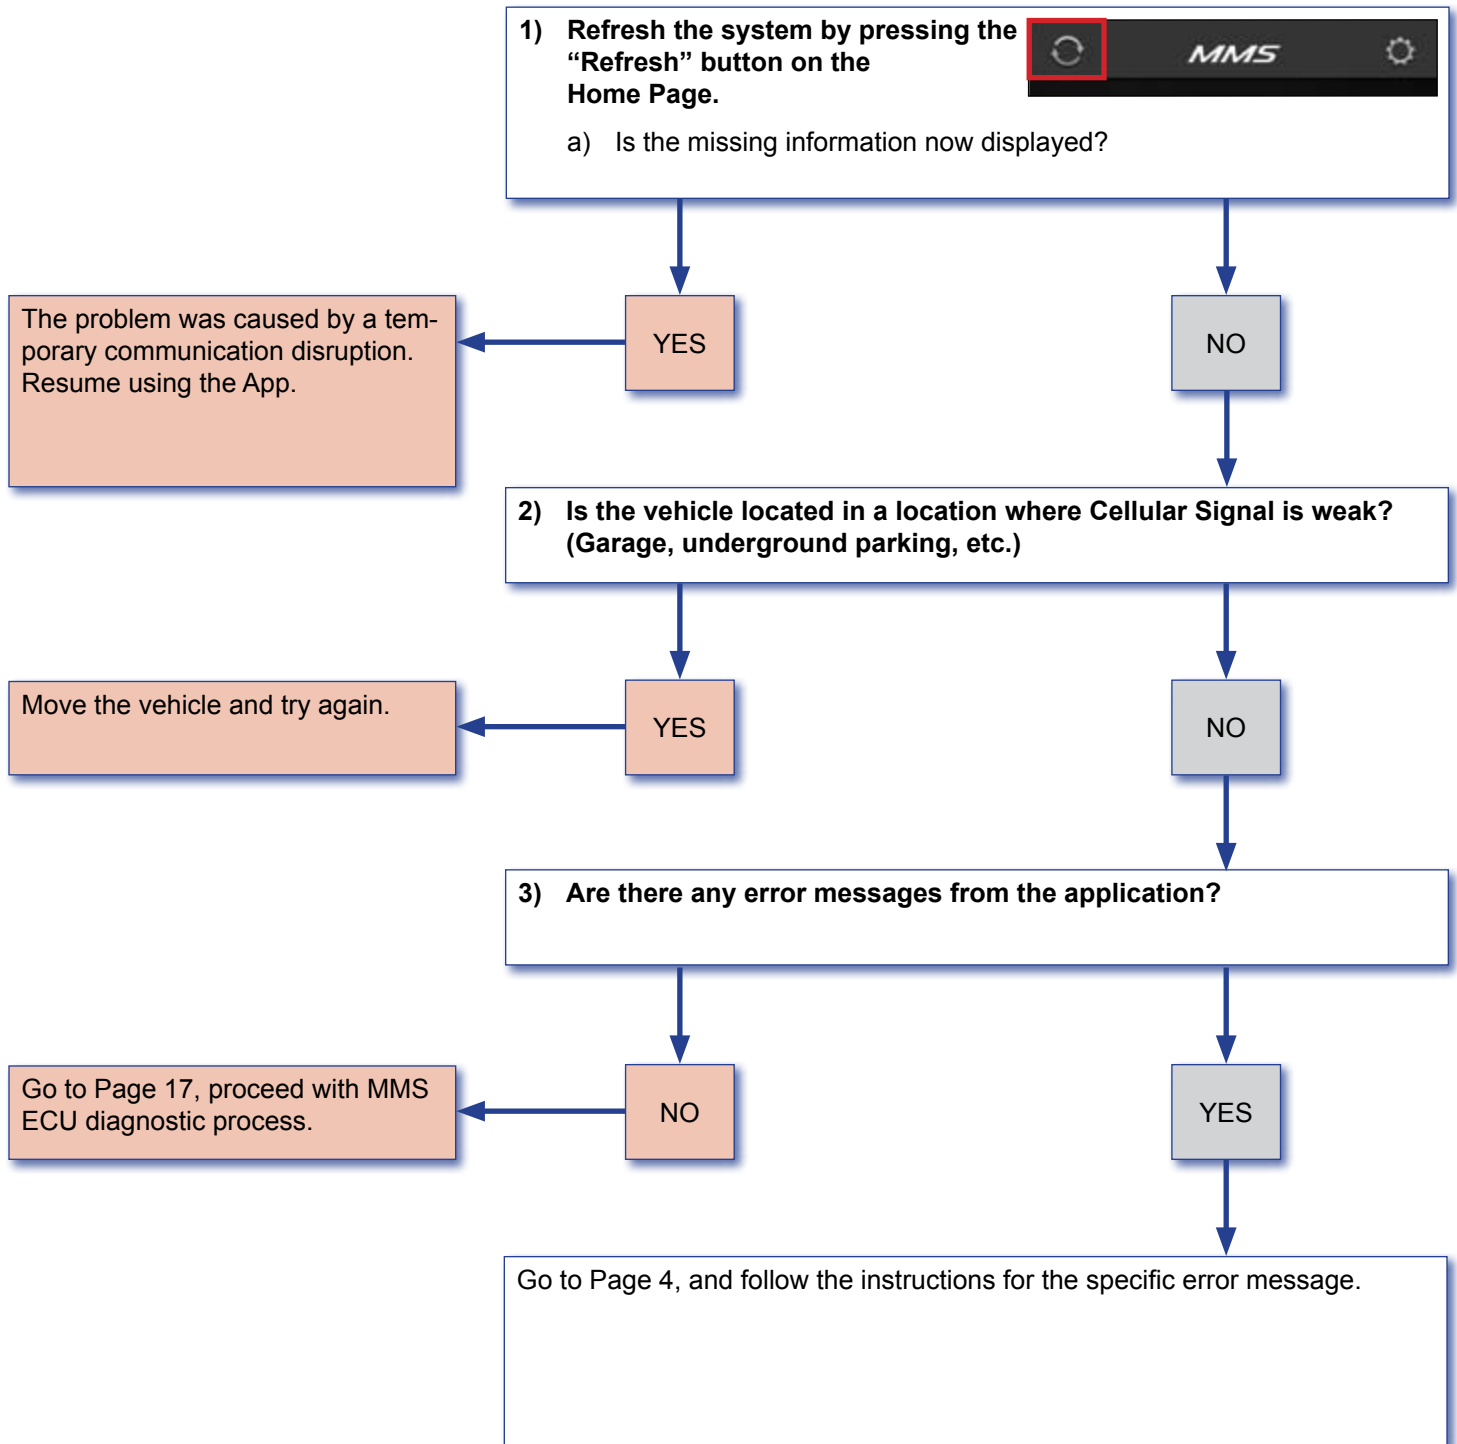 1) Refresh the system by pressing the
“Refresh” button on the
Home Page.
MMS
a) Is the missing information now displayed?
The problem was caused by a tem-
porary communication disruption.
Resume using the App.
YES
NO
2) Is the vehicle located in a location where Cellular Signal is weak?
(Garage, underground parking, etc.)
Move the vehicle and try again.
YES
NO
3) Are there any error messages from the application?
Go to Page 17, proceed with MMS
ECU diagnostic process.
NO
YES
Go to Page 4, and follow the instructions for the specific error message.